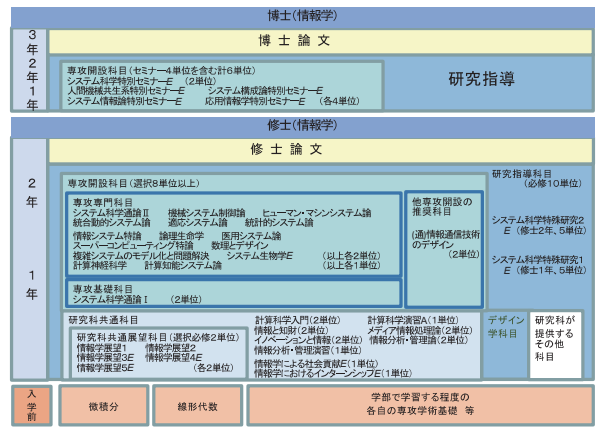 博士(情報学)
3年
2年
1年
博士論文
専攻開設科目(セミナー4単位を含む計6単位)
システム科学特別セミナーE (2単位)
人間機械共生系特別セミナーE システム構成論特別セミナーE
システム情報論特別セミナーE 応用情報学特別セミナーE (各4単位)
研究指導
修士(情報学)
2年
1年
修士論文
専攻開設科目(選択8単位以上)
専攻専門科目
システム科学通論Ⅱ 機械システム制御論 ヒューマン・マシンシステム論
統合動的システム論 適応システム論 統計的システム論
情報システム特論 論理生命学 医用システム論
スーパーコンピューティング特論 数理とデザイン
複雑システムのモデル化と問題解決 システム生物学E (以上各2単位)
計算神経科学 計算知能システム論 (以上各1単位)
専攻基礎科目
システム科学通論Ⅰ (2単位)
他専攻開設の
推奨科目
(通)情報通信技術
のデザイン
(2単位)
研究指導科目
(必修10単位)
システム科学特殊研究2
E (修士2年、5単位)
システム科学特殊研究1
E (修士1年、5単位)
研究科共通科目
研究科共通展望科目(選択必修2単位)
情報学展望1 情報学展望2
情報学展望3E 情報学展望4E
情報学展望5E (各2単位)
計算科学入門(2単位) 計算科学演習A(1単位)
情報と知財(2単位) メディア情報処理論(2単位)
イノベーションと情報(2単位) 情報分析・管理論(2単位)
情報分析・管理演習(1単位)
情報学による社会貢献E(1単位)
情報学におけるインターンシップE(1単位)
デザイン
学科目
研究科が
提供する
その他
科目
入学前
微積分
線形代数
学部で学習する程度の
各自の専攻学術基礎 等